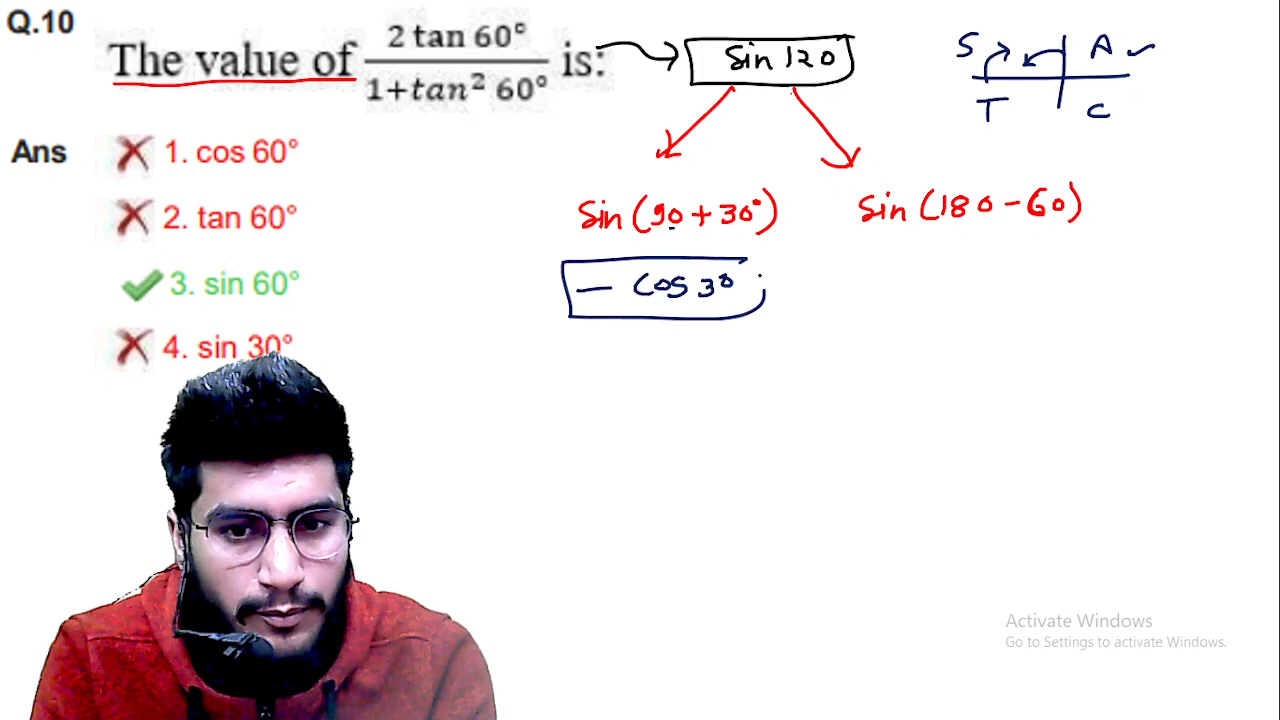 Q.10
The value of 2 tan 60° / 1+tan² 60° is:
Sin 120
S A
T C
Ans
1. cos 60°
2. tan 60°
3. sin 60°
4. sin 30°
Sin (90 + 30°)
Sin (180 - 60)
— Cos 30
Activate Windows
Go to Settings to activate Windows.